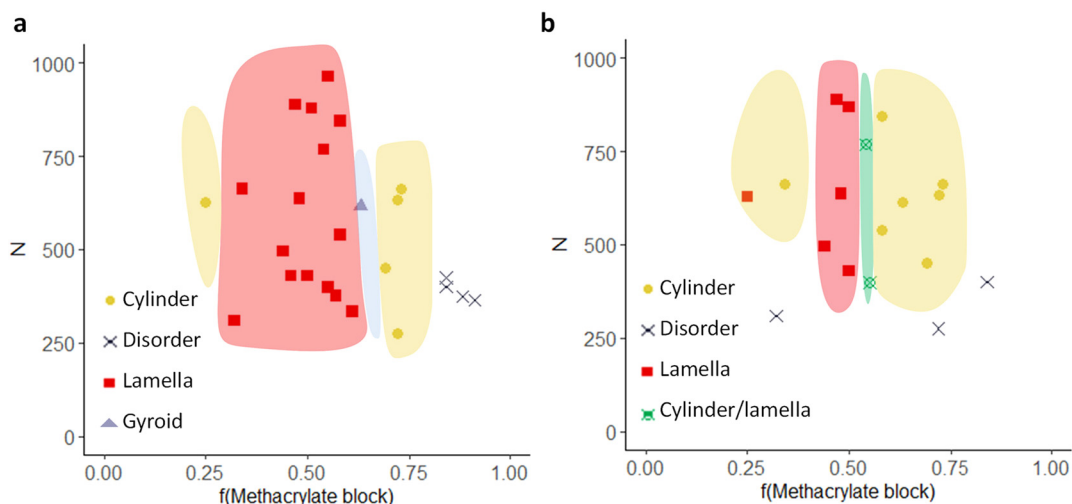 a
1000
750
N
500
250
0
Cylinder
Disorder
Lamella
Gyroid
0.00 0.25 0.50 0.75 1.00
f(Methacrylate block)
b
1000
750
N
500
250
0
Cylinder
Disorder
Lamella
Cylinder/lamella
0.00 0.25 0.50 0.75 1.00
f(Methacrylate block)